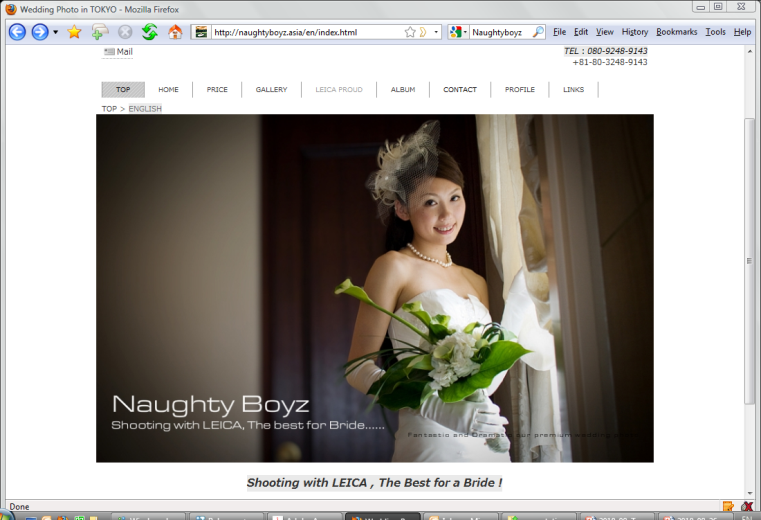 Wedding Photo in TOKYO - Mozilla Firefox
http://naughtyboyz.asia/en/index.html
Naughtyboyz
File Edit View History Bookmarks Tools Help
Mail
TEL : 080-9248-9143
+81-80-3248-9143
TOP HOME PRICE GALLERY LEICA PROUD ALBUM CONTACT PROFILE LINKS
TOP > ENGLISH
Naughty Boyz
Shooting with LEICA, The best for Bride......
Fantastic and Dramatic our premium wedding
Shooting with LEICA , The Best for a Bride !
Done